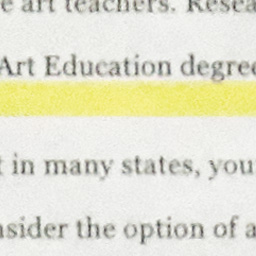 e art teachers. Resea
Art Education degree
t in many states, you
nsider the option of a